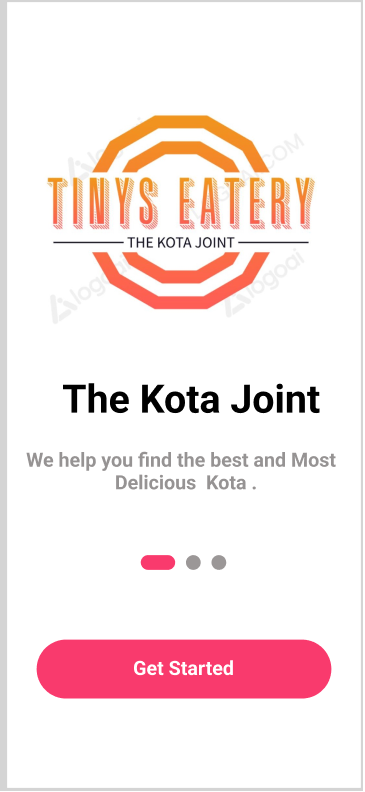 TINYS EATERY
THE KOTA JOINT
logoai
logoai
The Kota Joint
We help you find the best and Most
Delicious Kota .
Get Started